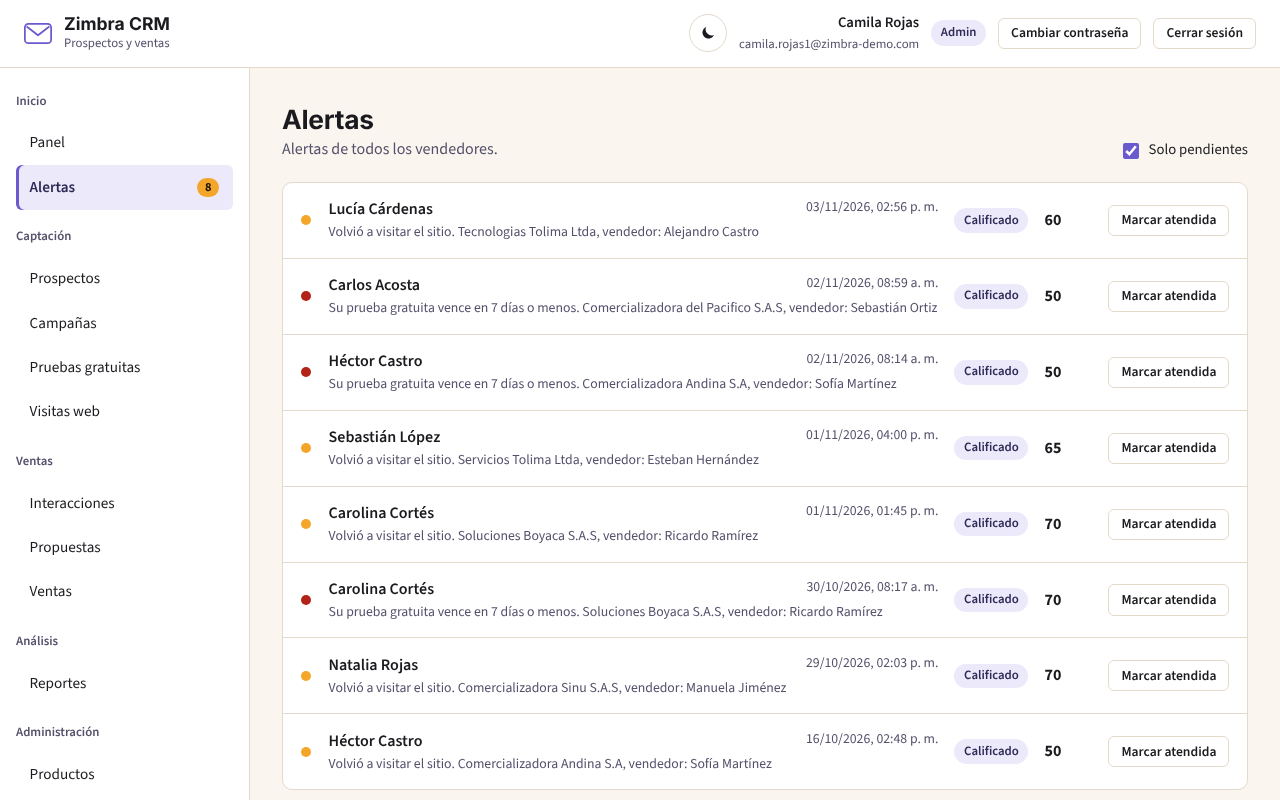 Zimbra CRM
Prospectos y ventas
Camila Rojas
camila.rojas1@zimbra-demo.com
Admin
Cambiar contraseña
Cerrar sesión
Inicio
Panel
Alertas
8
Captación
Prospectos
Campañas
Pruebas gratuitas
Visitas web
Ventas
Interacciones
Propuestas
Ventas
Análisis
Reportes
Administración
Productos
Alertas
Alertas de todos los vendedores.
Solo pendientes
Lucía Cárdenas
03/11/2026, 02:56 p. m.
Volvió a visitar el sitio. Tecnologias Tolima Ltda, vendedor: Alejandro Castro
Calificado
60
Marcar atendida
Carlos Acosta
02/11/2026, 08:59 a. m.
Su prueba gratuita vence en 7 días o menos. Comercializadora del Pacifico S.A.S, vendedor: Sebastián Ortiz
Calificado
50
Marcar atendida
Héctor Castro
02/11/2026, 08:14 a. m.
Su prueba gratuita vence en 7 días o menos. Comercializadora Andina S.A, vendedor: Sofía Martínez
Calificado
50
Marcar atendida
Sebastián López
01/11/2026, 04:00 p. m.
Volvió a visitar el sitio. Servicios Tolima Ltda, vendedor: Esteban Hernández
Calificado
65
Marcar atendida
Carolina Cortés
01/11/2026, 01:45 p. m.
Volvió a visitar el sitio. Soluciones Boyaca S.A.S, vendedor: Ricardo Ramírez
Calificado
70
Marcar atendida
Carolina Cortés
30/10/2026, 08:17 a. m.
Su prueba gratuita vence en 7 días o menos. Soluciones Boyaca S.A.S, vendedor: Ricardo Ramírez
Calificado
70
Marcar atendida
Natalia Rojas
29/10/2026, 02:03 p. m.
Volvió a visitar el sitio. Comercializadora Sinu S.A.S, vendedor: Manuela Jiménez
Calificado
70
Marcar atendida
Héctor Castro
16/10/2026, 02:48 p. m.
Volvió a visitar el sitio. Comercializadora Andina S.A, vendedor: Sofía Martínez
Calificado
50
Marcar atendida